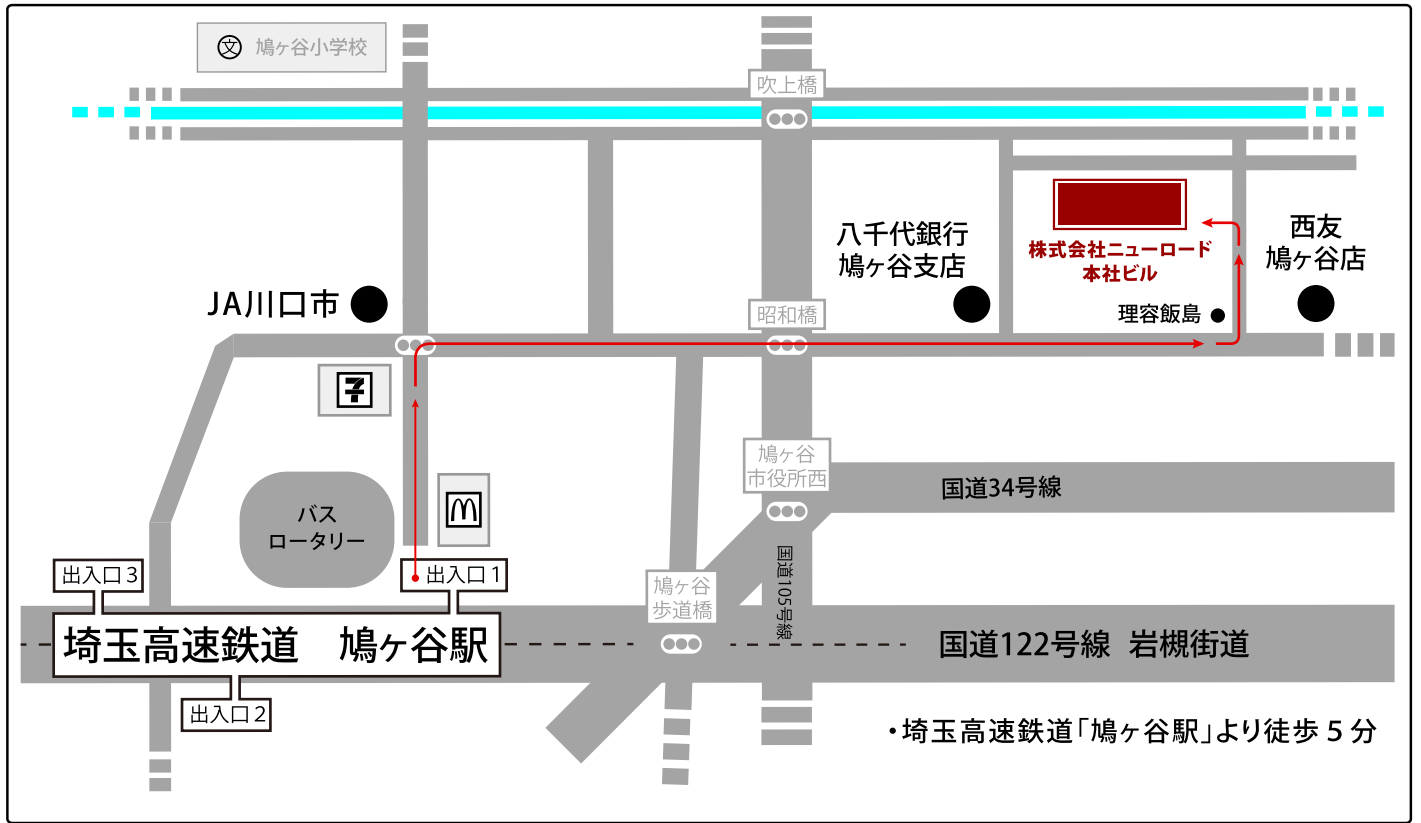 文 鳩ヶ谷小学校
吹上橋
八千代銀行
鳩ヶ谷支店
株式会社ニューロード
本社ビル
西友
鳩ヶ谷店
JA川口市
昭和橋
理容飯島
鳩ヶ谷
市役所西
国道34号線
バス
ロータリー
国道105号線
出入口3
出入口1
鳩ヶ谷
歩道橋
埼玉高速鉄道 鳩ヶ谷駅
国道122号線 岩槻街道
出入口2
・埼玉高速鉄道「鳩ヶ谷駅」より徒歩 5 分